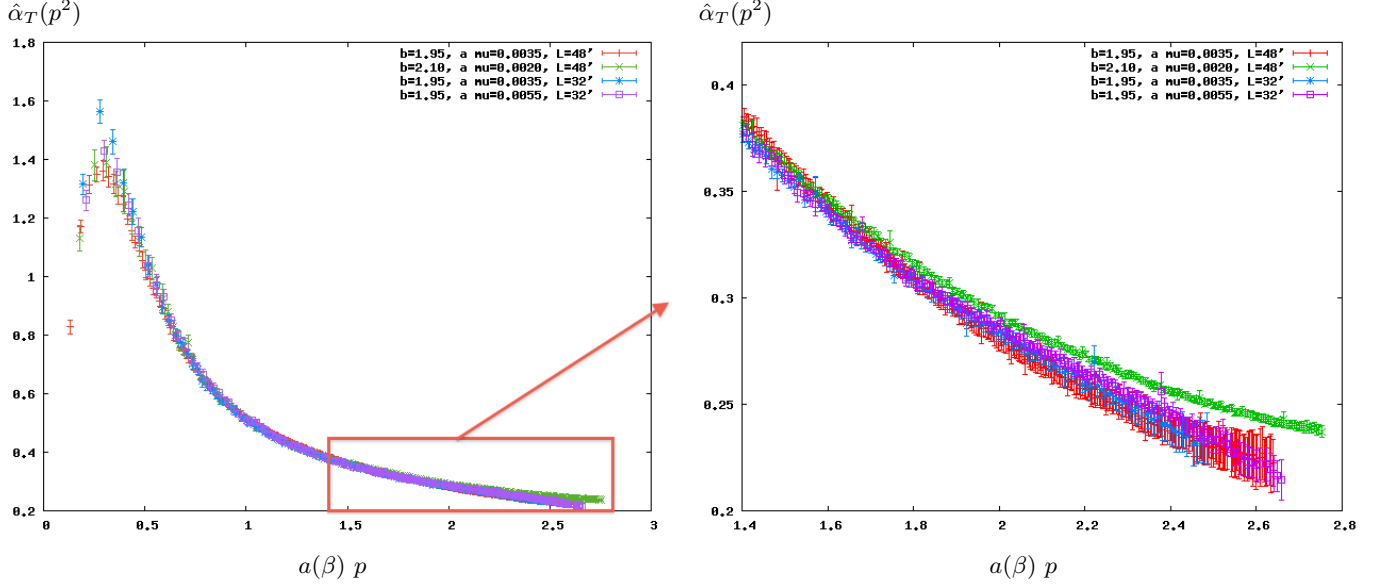 α̂_T(p²)
1.8
1.6
1.4
1.2
1
0.8
0.6
0.4
0.2
0 0.5 1 1.5 2 2.5 3
b=1.95, a mu=0.0035, L=48'
b=2.10, a mu=0.0020, L=48'
b=1.95, a mu=0.0035, L=32'
b=1.95, a mu=0.0055, L=32'
a(β) p
α̂_T(p²)
0.4
0.35
0.3
0.25
0.2
1.4 1.6 1.8 2 2.2 2.4 2.6 2.8
b=1.95, a mu=0.0035, L=48'
b=2.10, a mu=0.0020, L=48'
b=1.95, a mu=0.0035, L=32'
b=1.95, a mu=0.0055, L=32'
a(β) p